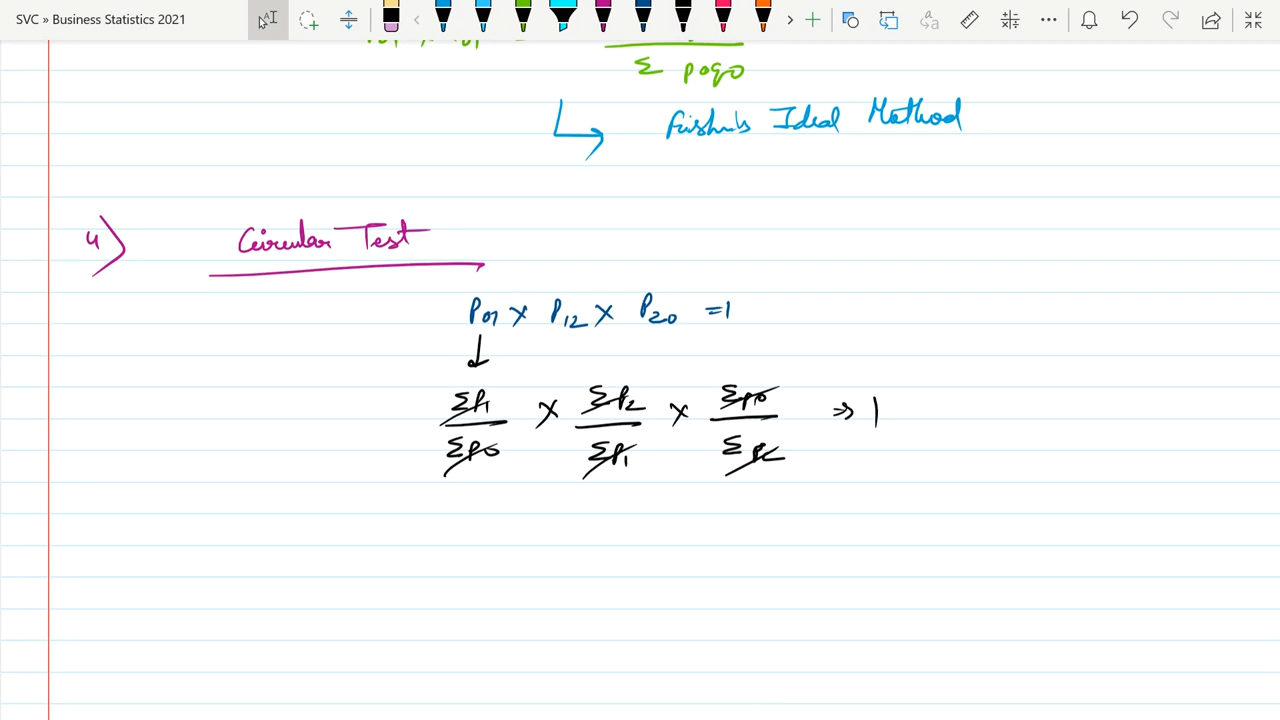 SVC » Business Statistics 2021
Σ p0q0
Fisher's Ideal Method
4) Circular Test
P01 × P12 × P20 = 1
Σp1 / Σp0 × Σp2 / Σp1 × Σp0 / Σp2 ⇒ 1